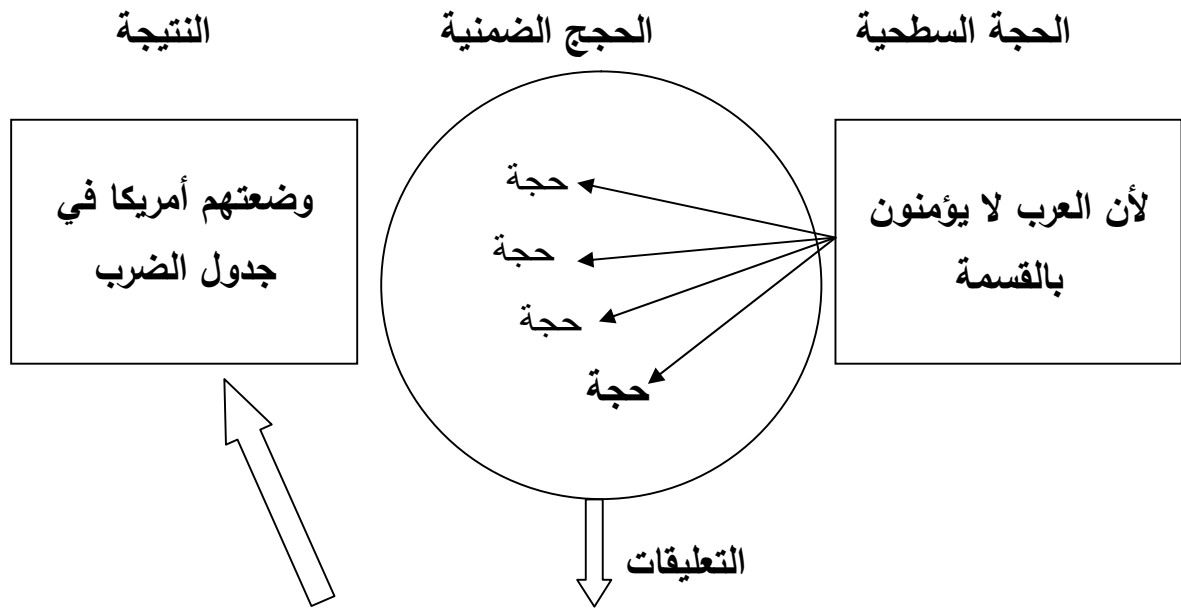 الحجة السطحية
الحجج الضمنية
النتيجة
لأن العرب لا يؤمنون
بالقسمة
حجة
حجة
حجة
حجة
وضعتهم أمريكا في
جدول الضرب
التعليقات